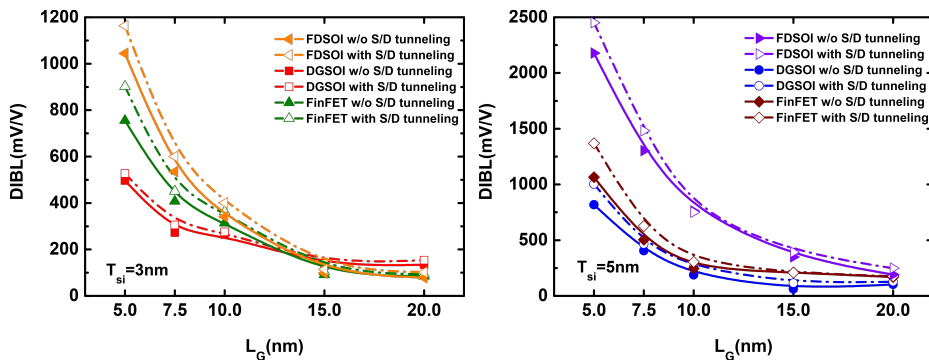 1200
1000
800
600
400
200
0
DIBL(mV/V)
FDSOI w/o S/D tunneling
FDSOI with S/D tunneling
DGSOI w/o S/D tunneling
DGSOI with S/D tunneling
FinFET w/o S/D tunneling
FinFET with S/D tunneling
Tsi=3nm
5.0 7.5 10.0 15.0 20.0
LG(nm)
2500
2000
1500
1000
500
0
DIBL(mV/V)
FDSOI w/o S/D tunneling
FDSOI with S/D tunneling
DGSOI w/o S/D tunneling
DGSOI with S/D tunneling
FinFET w/o S/D tunneling
FinFET with S/D tunneling
Tsi=5nm
5.0 7.5 10.0 15.0 20.0
LG(nm)